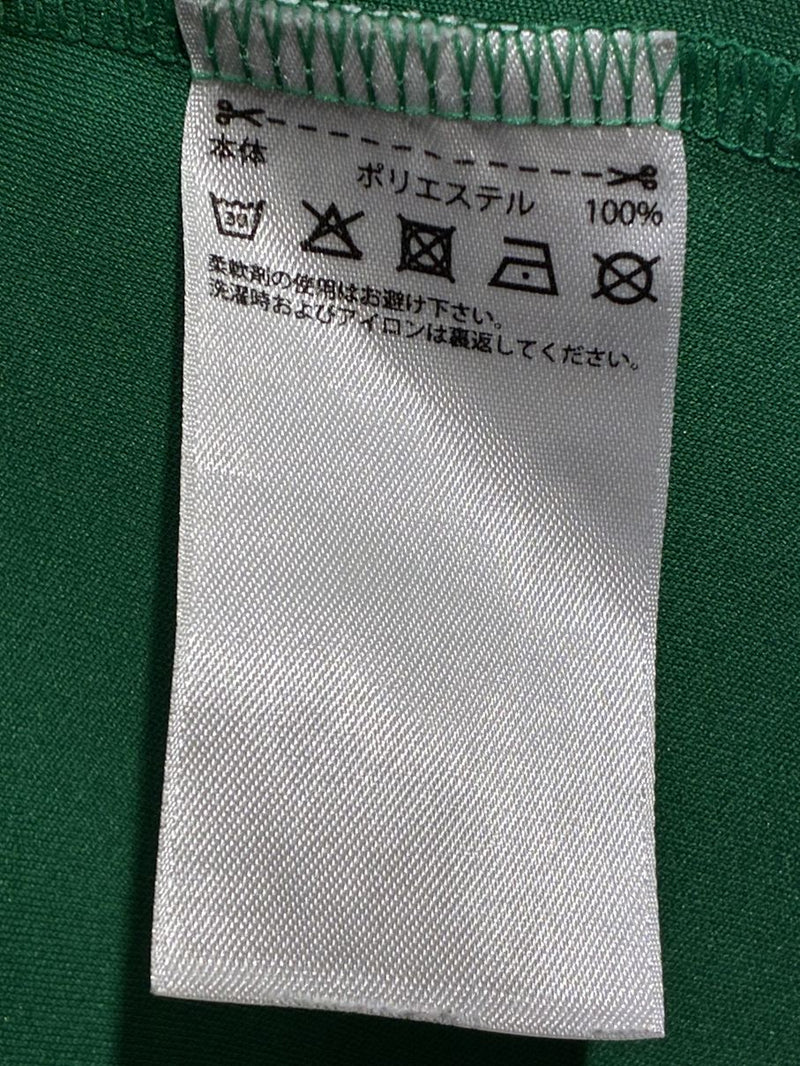 本体
ポリエステル 100%
30
柔軟剤の使用はお避け下さい。
洗濯時およびアイロンは裏返してください。